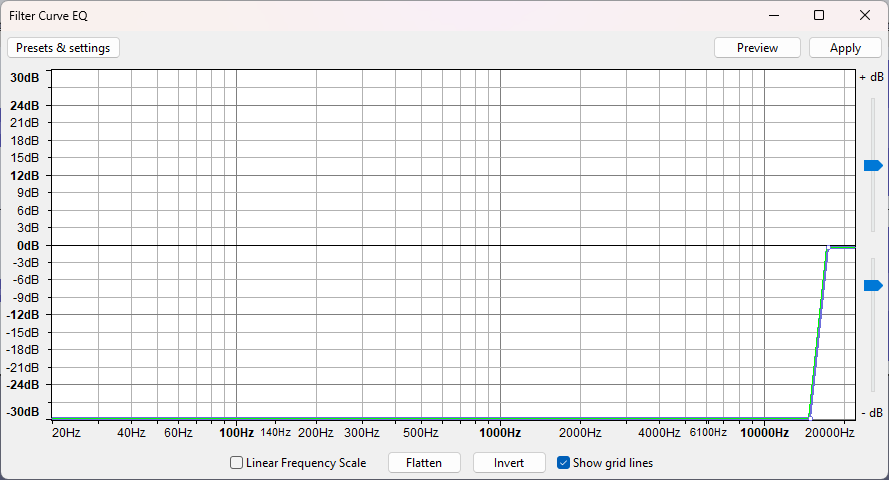 Filter Curve EQ
Presets & settings Preview Apply
+ dB
30dB
24dB
21dB
18dB
15dB
12dB
9dB
6dB
3dB
0dB
-3dB
-6dB
-9dB
-12dB
-15dB
-18dB
-21dB
-24dB
-30dB
- dB
20Hz 40Hz 60Hz 100Hz 140Hz 200Hz 300Hz 500Hz 1000Hz 2000Hz 4000Hz 6100Hz 10000Hz 20000Hz
Linear Frequency Scale Flatten Invert Show grid lines